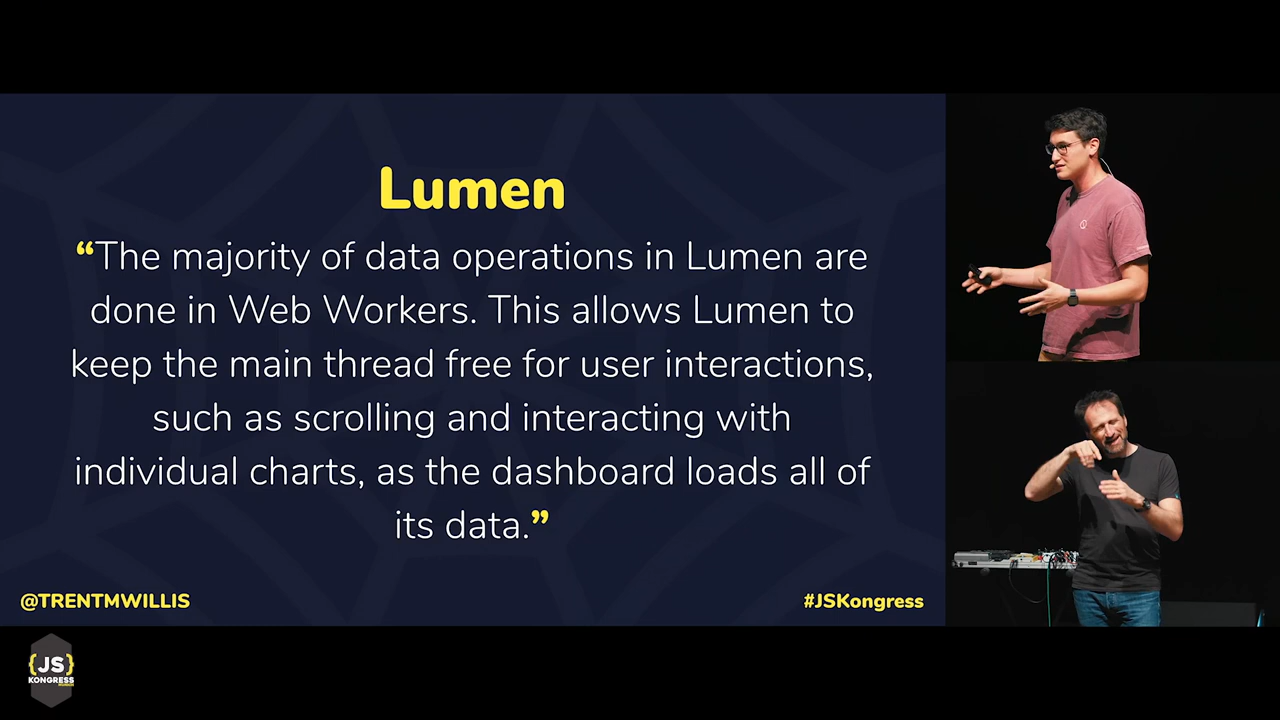 Lumen
“The majority of data operations in Lumen are
done in Web Workers. This allows Lumen to
keep the main thread free for user interactions,
such as scrolling and interacting with
individual charts, as the dashboard loads all of
its data.”
@TRENTMWILLIS
#JSKongress
{JS}
KONGRESS